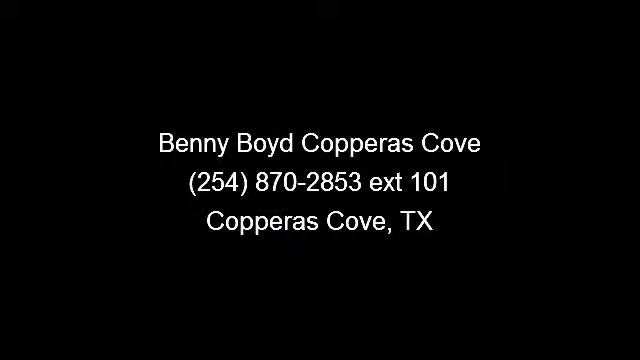 Benny Boyd Copperas Cove
(254) 870-2853 ext 101
Copperas Cove, TX